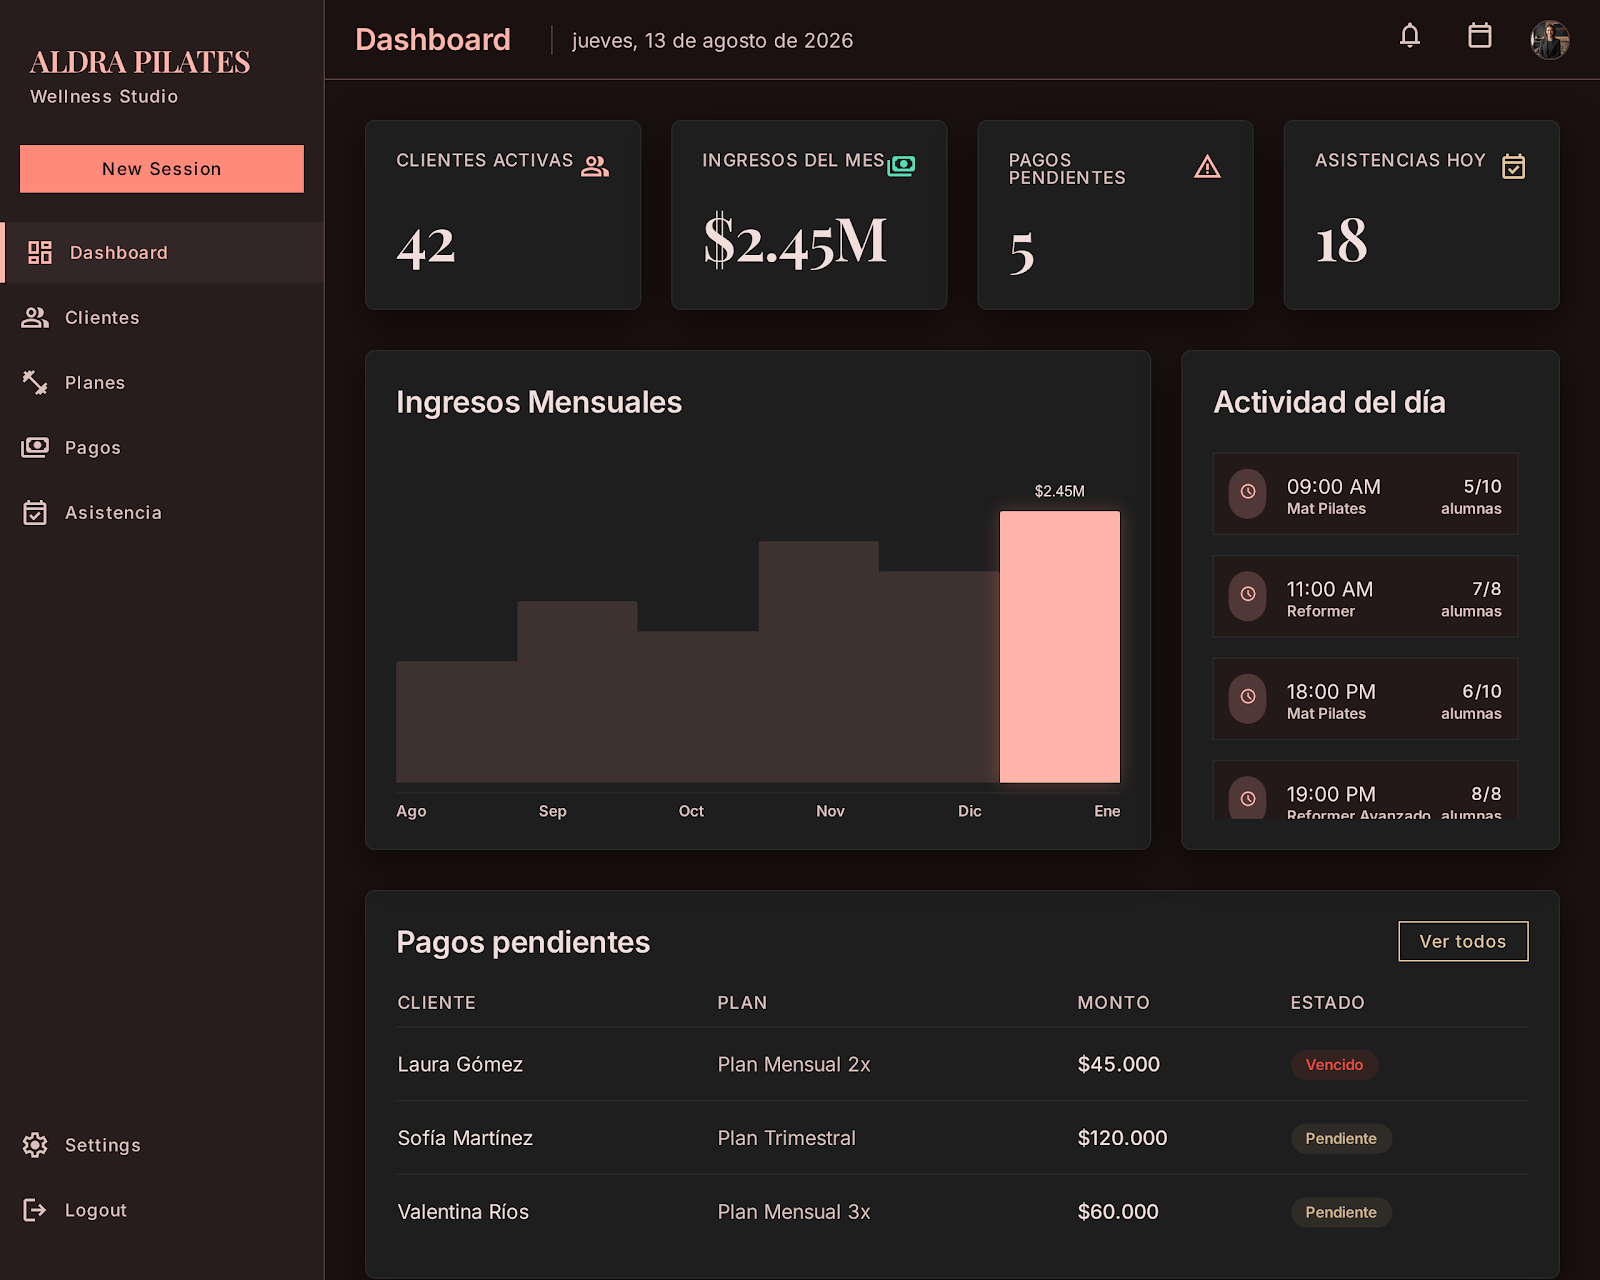 ALDRA PILATES
Wellness Studio
New Session
Dashboard
Clientes
Planes
Pagos
Asistencia
Settings
Logout
Dashboard
jueves, 13 de agosto de 2026
CLIENTES ACTIVAS
42
INGRESOS DEL MES
$2.45M
PAGOS
PENDIENTES
5
ASISTENCIAS HOY
18
Ingresos Mensuales
$2.45M
Ago Sep Oct Nov Dic Ene
Actividad del día
09:00 AM 5/10
Mat Pilates alumnas
11:00 AM 7/8
Reformer alumnas
18:00 PM 6/10
Mat Pilates alumnas
19:00 PM 8/8
Reformer Avanzado alumnas
Pagos pendientes
Ver todos
CLIENTE PLAN MONTO ESTADO
Laura Gómez Plan Mensual 2x $45.000 Vencido
Sofía Martínez Plan Trimestral $120.000 Pendiente
Valentina Ríos Plan Mensual 3x $60.000 Pendiente